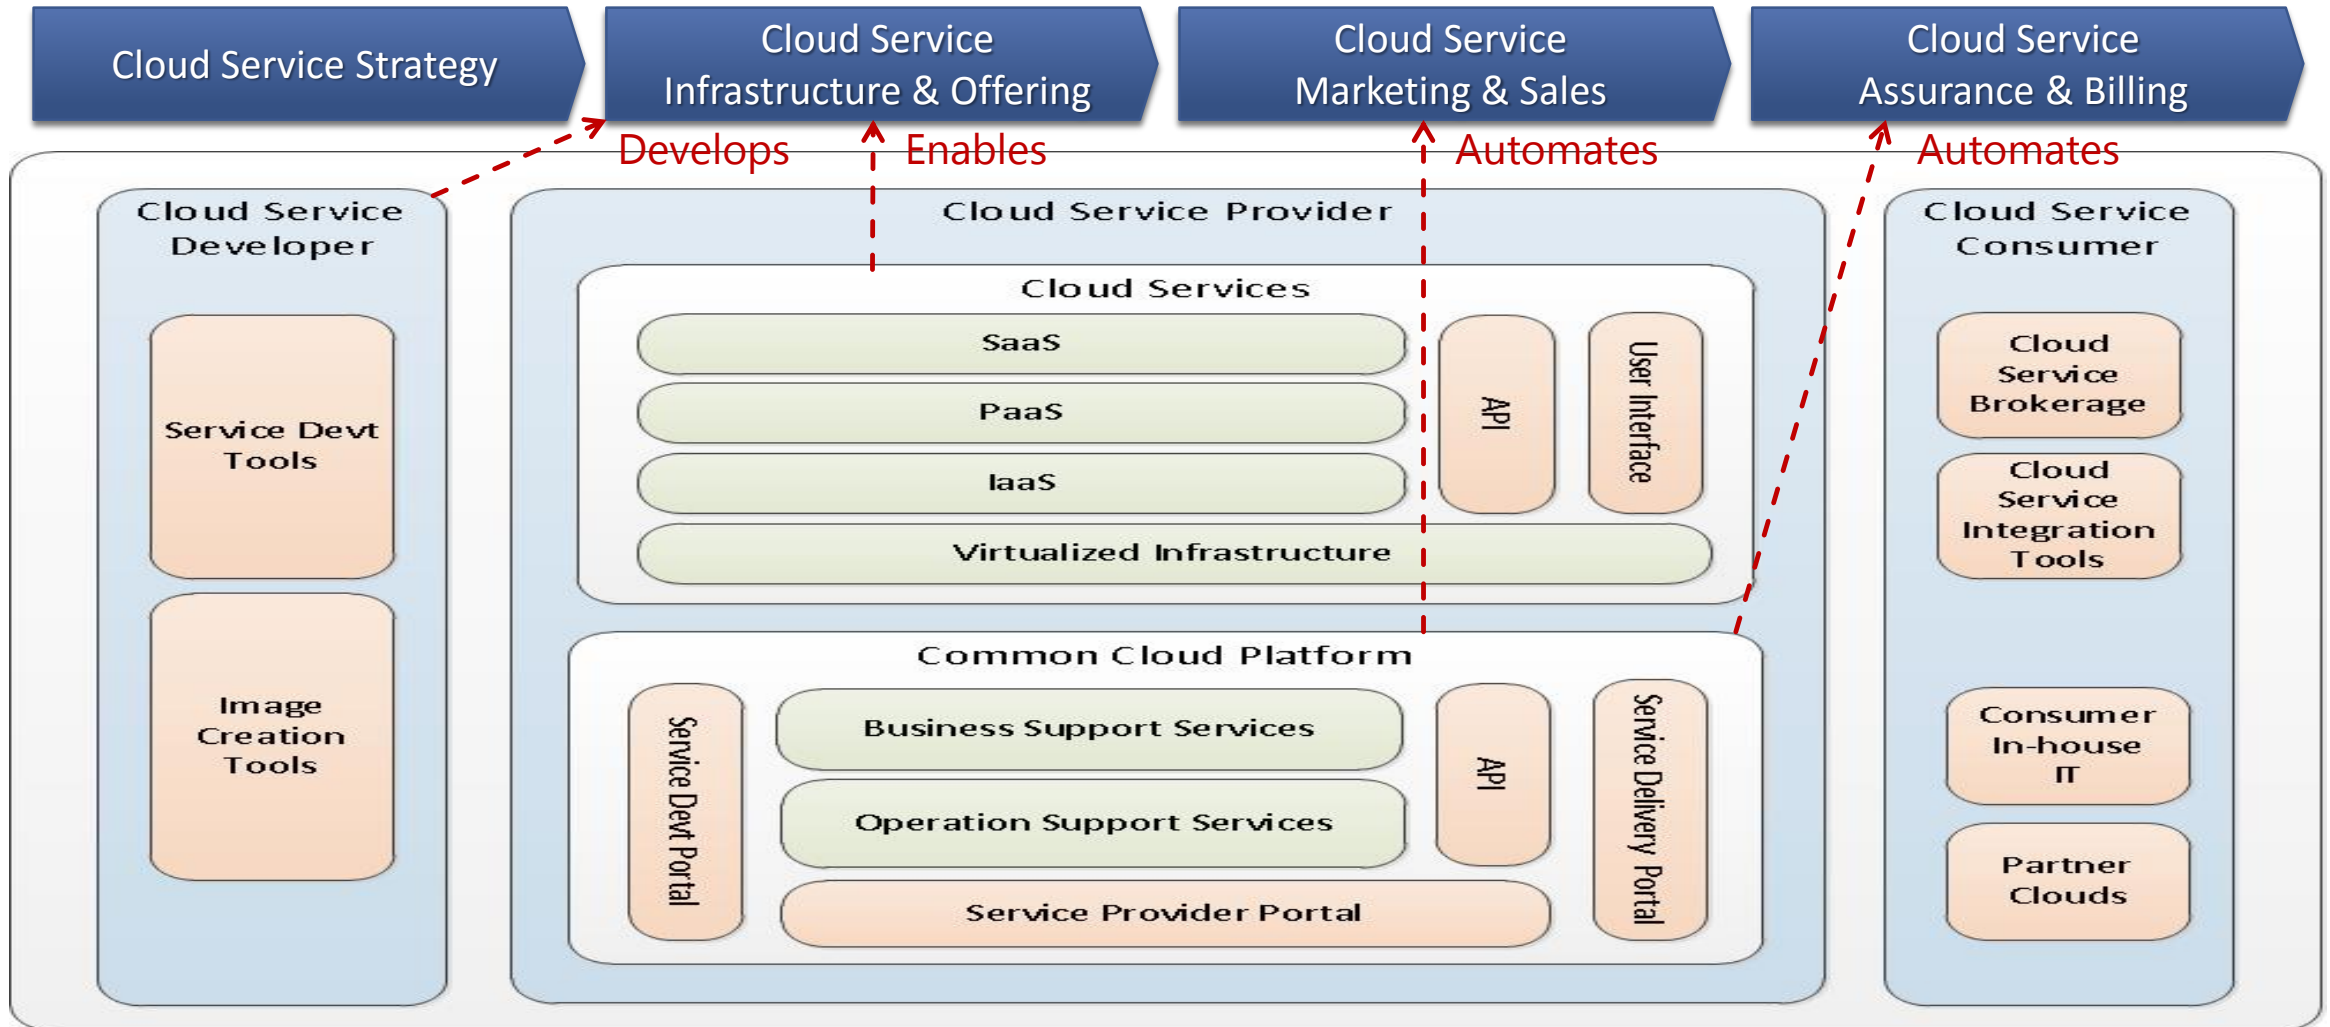 Cloud Service Strategy
Cloud Service
Infrastructure & Offering
Cloud Service
Marketing & Sales
Cloud Service
Assurance & Billing
Develops
Enables
Automates
Automates
Cloud Service
Developer
Service Devt
Tools
Image
Creation
Tools
Cloud Service Provider
Cloud Services
SaaS
PaaS
IaaS
Virtualized Infrastructure
API
User Interface
Common Cloud Platform
Service Devt Portal
Business Support Services
Operation Support Services
Service Provider Portal
API
Service Delivery Portal
Cloud Service
Consumer
Cloud
Service
Brokerage
Cloud
Service
Integration
Tools
Consumer
In-house
IT
Partner
Clouds